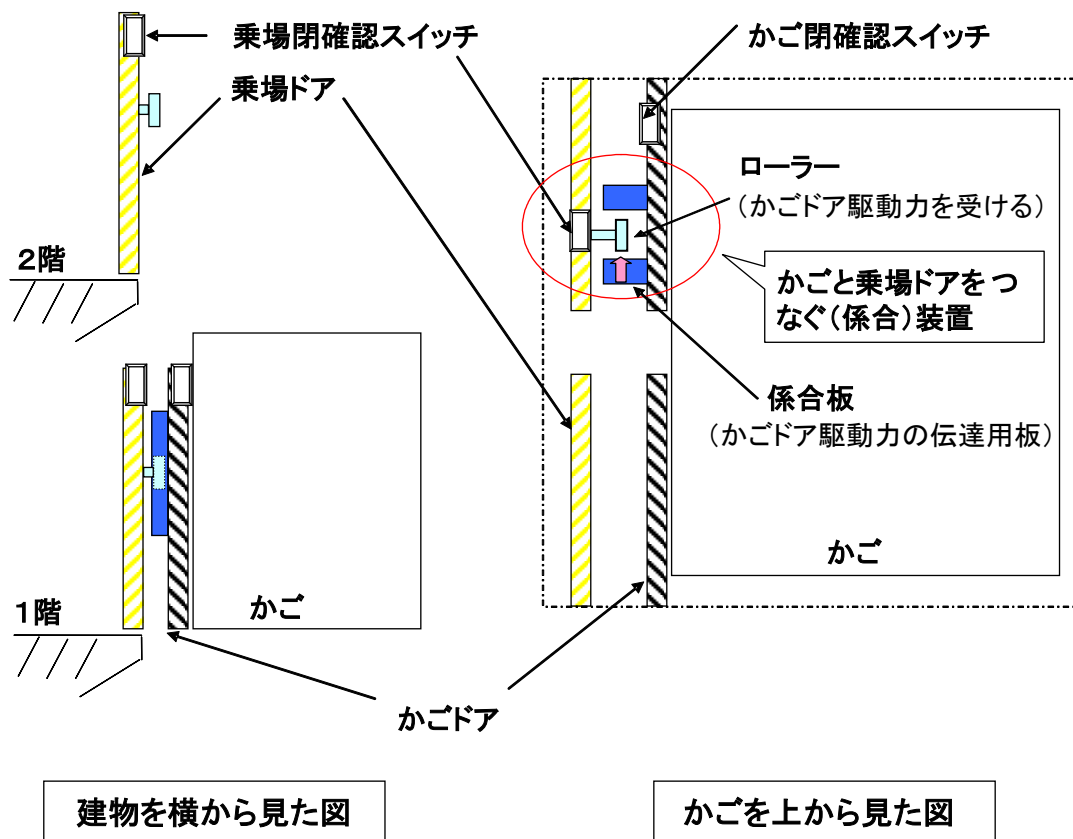 乗場閉確認スイッチ
かご閉確認スイッチ
乗場ドア
ローラー
（かごドア駆動力を受ける）
2階
かごと乗場ドアをつ
なぐ（係合）装置
係合板
（かごドア駆動力の伝達用板）
かご
1階
かご
かごドア
建物を横から見た図
かごを上から見た図